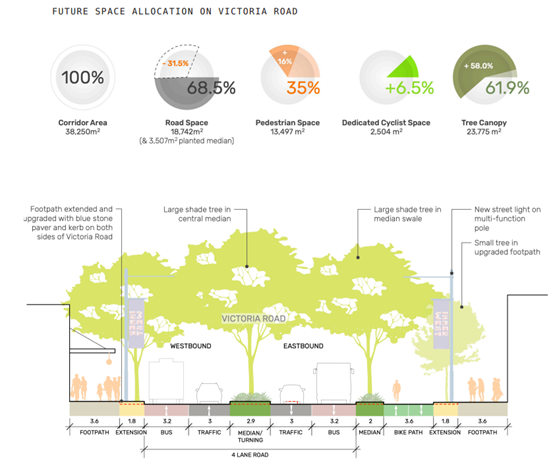 FUTURE SPACE ALLOCATION ON VICTORIA ROAD
100%
- 31.5%
68.5%
+
16%
35%
+6.5%
+ 58.0%
61.9%
Corridor Area
38,250m²
Road Space
18,742m²
(& 3,507m² planted median)
Pedestrian Space
13,497 m²
Dedicated Cyclist Space
2,504 m²
Tree Canopy
23,775 m²
Footpath extended and
upgraded with blue stone
paver and kerb on both
sides of Victoria Road
Large shade tree in
central median
Large shade tree in
median swale
New street light on
multi-function
pole
Small tree in
upgraded footpath
VICTORIA ROAD
WESTBOUND
EASTBOUND
INNER
WEST
3.6
1.8
3.2
3
2.9
3
3.2
2
3.6
1.8
3.6
FOOTPATH
EXTENSION
BUS
TRAFFIC
MEDIAN/
TURNING
TRAFFIC
BUS
MEDIAN
BIKE PATH
EXTENSION
FOOTPATH
4 LANE ROAD